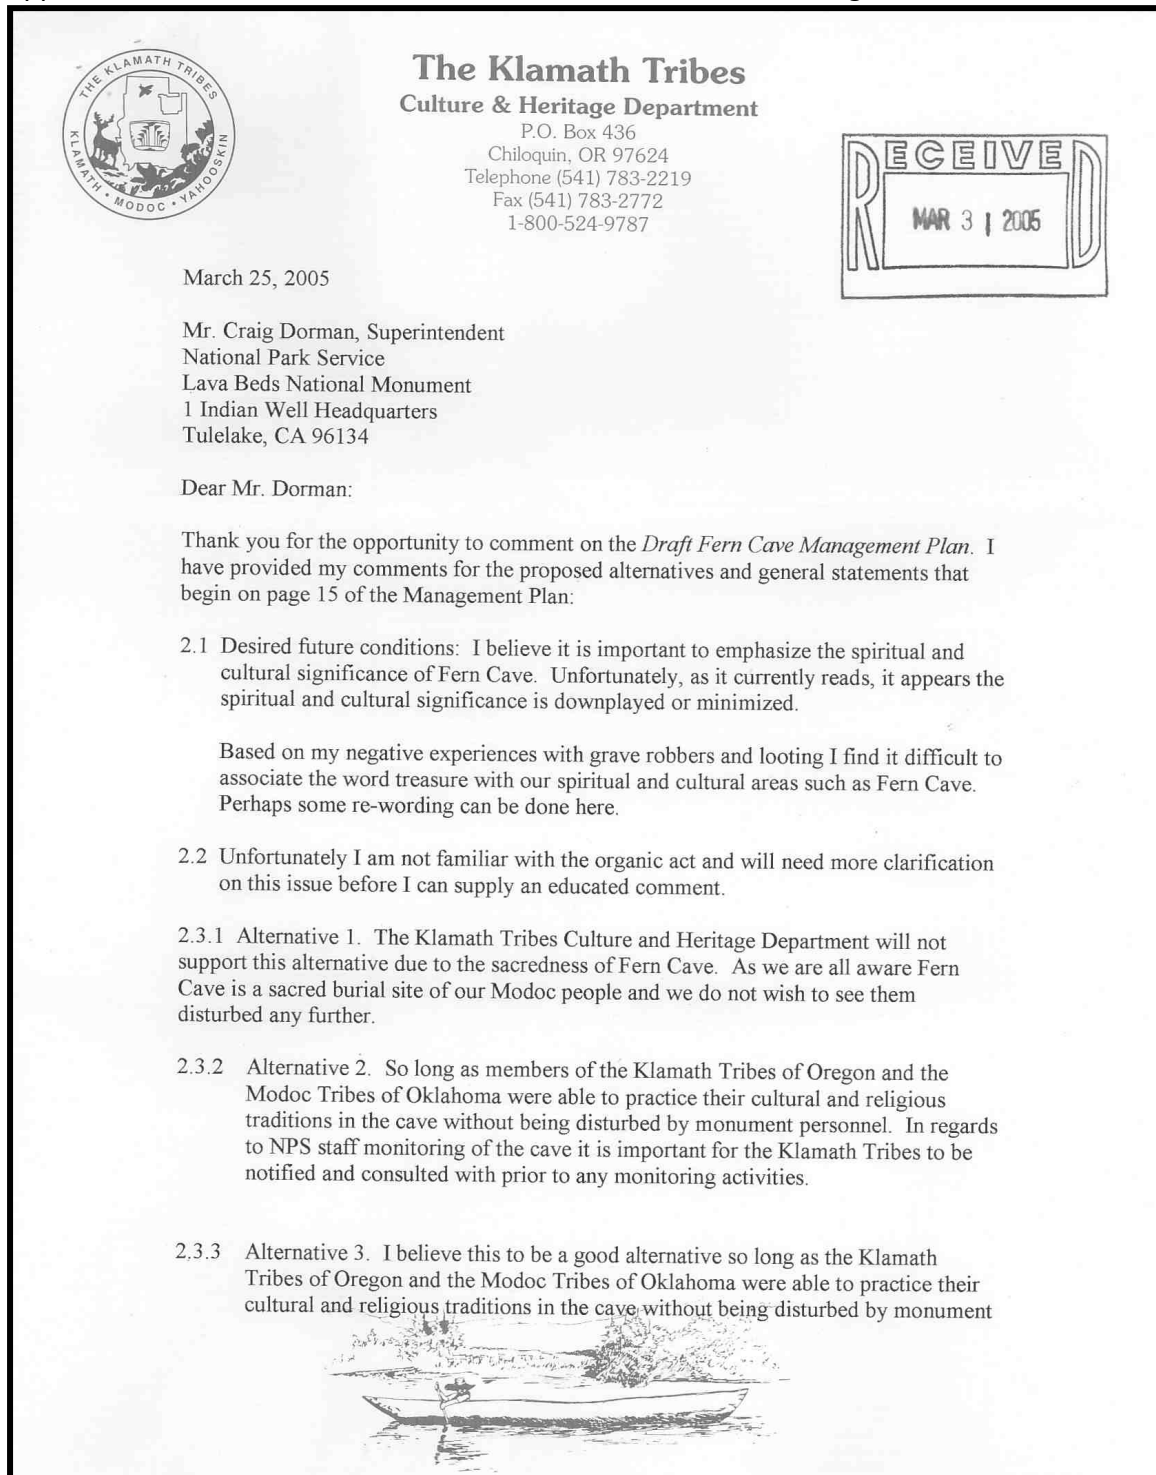 THE KLAMATH TRIBES
KLAMATH • MODOC • YAHOOSKIN
The Klamath Tribes
Culture & Heritage Department
P.O. Box 436
Chiloquin, OR 97624
Telephone (541) 783-2219
Fax (541) 783-2772
1-800-524-9787
RECEIVED
MAR 31 2005
March 25, 2005
Mr. Craig Dorman, Superintendent
National Park Service
Lava Beds National Monument
1 Indian Well Headquarters
Tulelake, CA 96134
Dear Mr. Dorman:
Thank you for the opportunity to comment on the Draft Fern Cave Management Plan. I
have provided my comments for the proposed alternatives and general statements that
begin on page 15 of the Management Plan:
2.1 Desired future conditions: I believe it is important to emphasize the spiritual and
cultural significance of Fern Cave. Unfortunately, as it currently reads, it appears the
spiritual and cultural significance is downplayed or minimized.
Based on my negative experiences with grave robbers and looting I find it difficult to
associate the word treasure with our spiritual and cultural areas such as Fern Cave.
Perhaps some re-wording can be done here.
2.2 Unfortunately I am not familiar with the organic act and will need more clarification
on this issue before I can supply an educated comment.
2.3.1 Alternative 1. The Klamath Tribes Culture and Heritage Department will not
support this alternative due to the sacredness of Fern Cave. As we are all aware Fern
Cave is a sacred burial site of our Modoc people and we do not wish to see them
disturbed any further.
2.3.2 Alternative 2. So long as members of the Klamath Tribes of Oregon and the
Modoc Tribes of Oklahoma were able to practice their cultural and religious
traditions in the cave without being disturbed by monument personnel. In regards
to NPS staff monitoring of the cave it is important for the Klamath Tribes to be
notified and consulted with prior to any monitoring activities.
2.3.3 Alternative 3. I believe this to be a good alternative so long as the Klamath
Tribes of Oregon and the Modoc Tribes of Oklahoma were able to practice their
cultural and religious traditions in the cave without being disturbed by monument